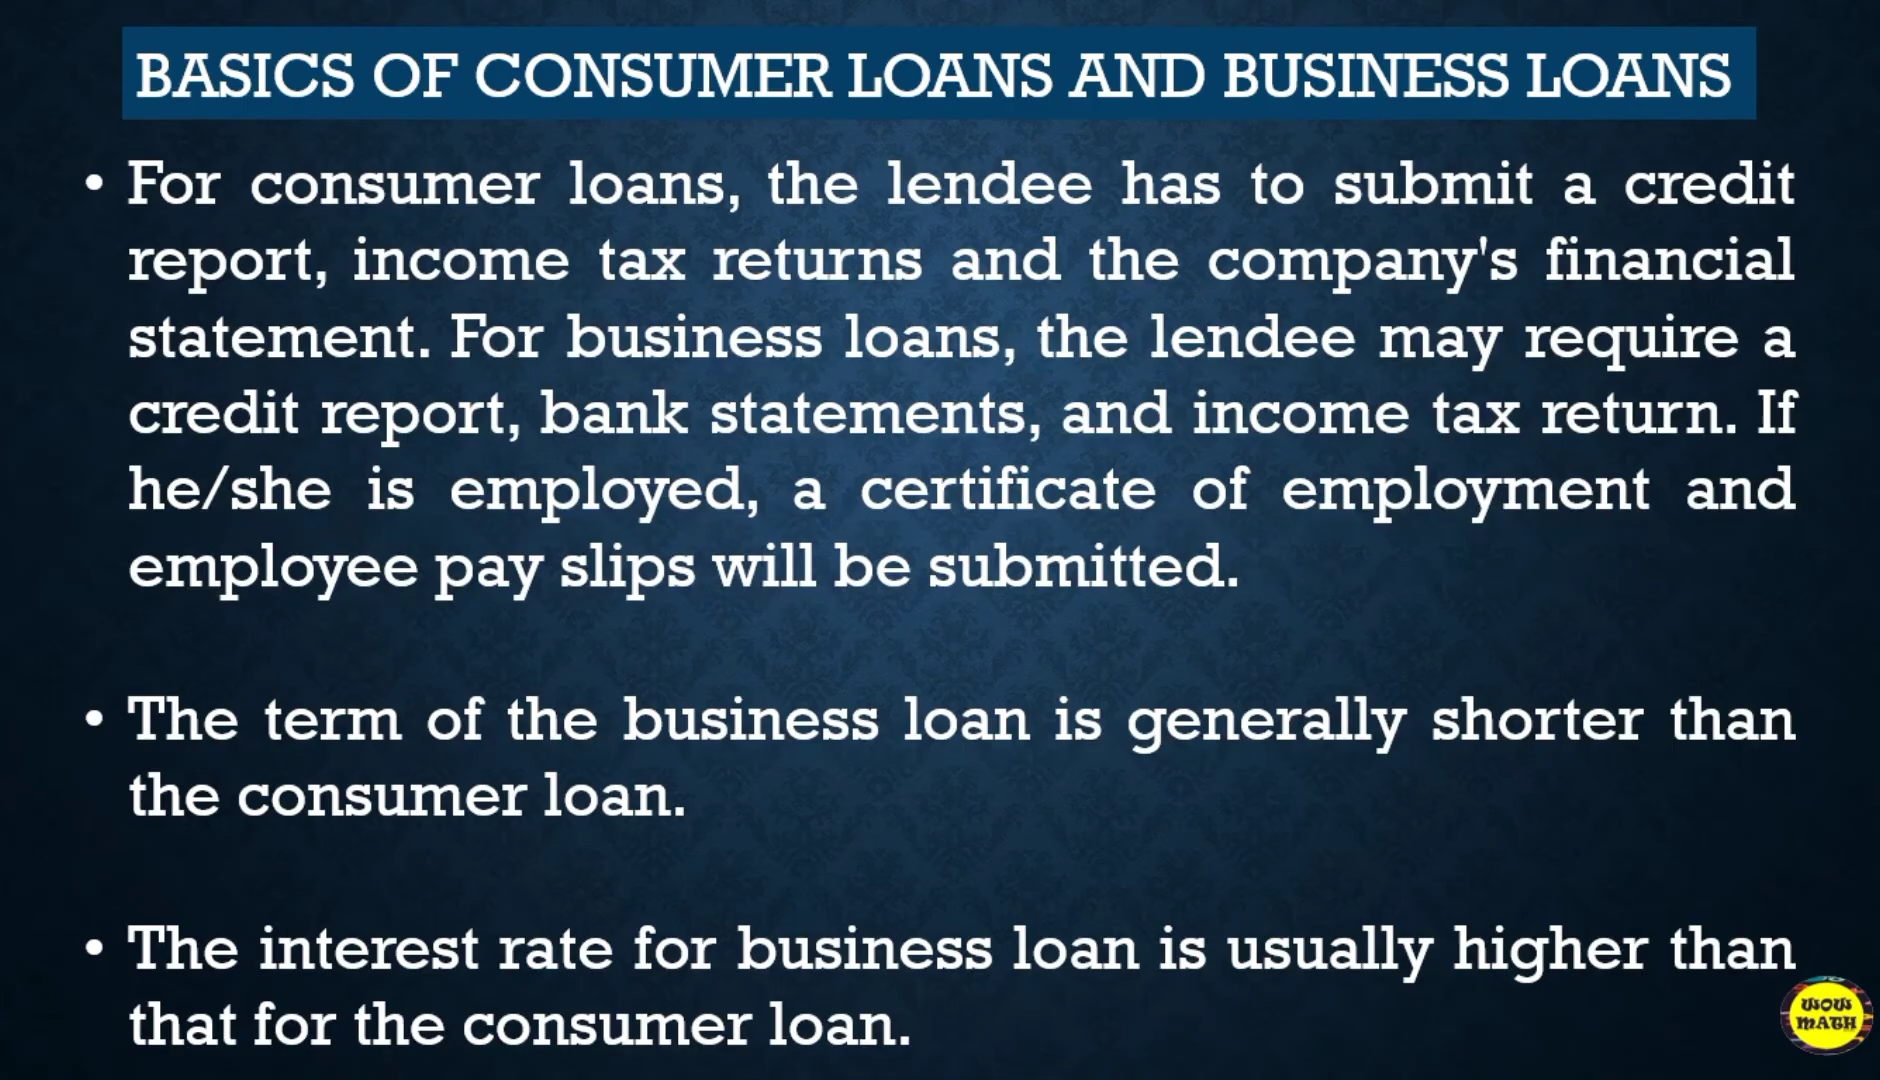 BASICS OF CONSUMER LOANS AND BUSINESS LOANS
• For consumer loans, the lendee has to submit a credit
report, income tax returns and the company's financial
statement. For business loans, the lendee may require a
credit report, bank statements, and income tax return. If
he/she is employed, a certificate of employment and
employee pay slips will be submitted.
• The term of the business loan is generally shorter than
the consumer loan.
• The interest rate for business loan is usually higher than
that for the consumer loan.
WOW
MATH